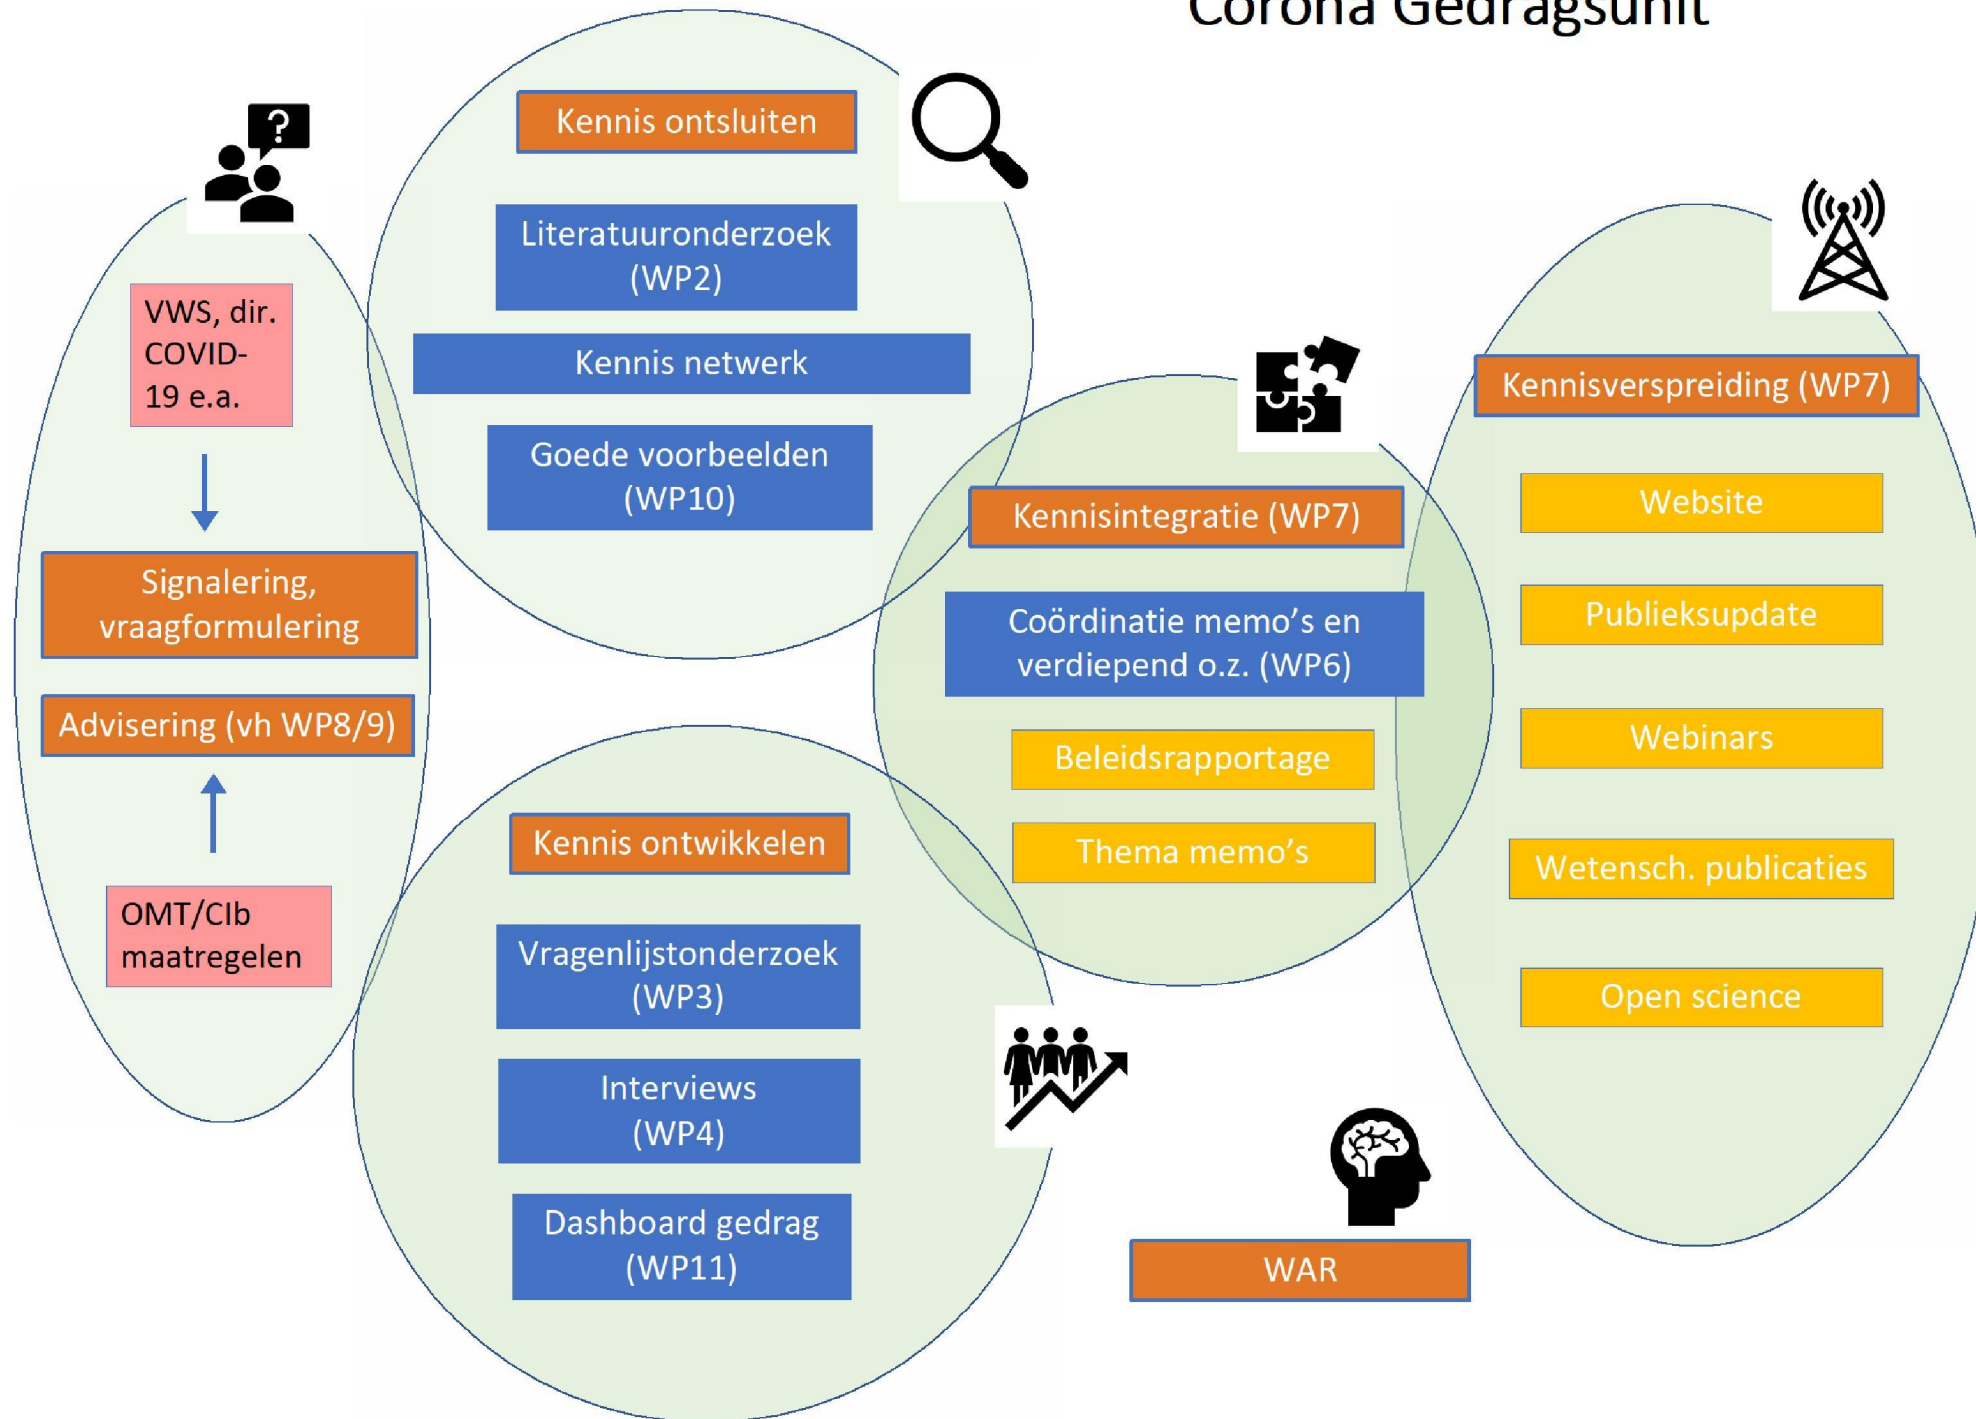 Corona Gedragsunit
?
VWS, dir.
COVID-
19 e.a.
Signalering,
vraagformulering
Advisering (vh WP8/9)
OMT/CIb
maatregelen
Kennis ontsluiten
Literatuuronderzoek
(WP2)
Kennis netwerk
Goede voorbeelden
(WP10)
Kennis ontwikkelen
Vragenlijstonderzoek
(WP3)
Interviews
(WP4)
Dashboard gedrag
(WP11)
Kennisintegratie (WP7)
Coördinatie memo’s en
verdiepend o.z. (WP6)
Beleidsrapportage
Thema memo’s
WAR
Kennisverspreiding (WP7)
Website
Publieksupdate
Webinars
Wetensch. publicaties
Open science